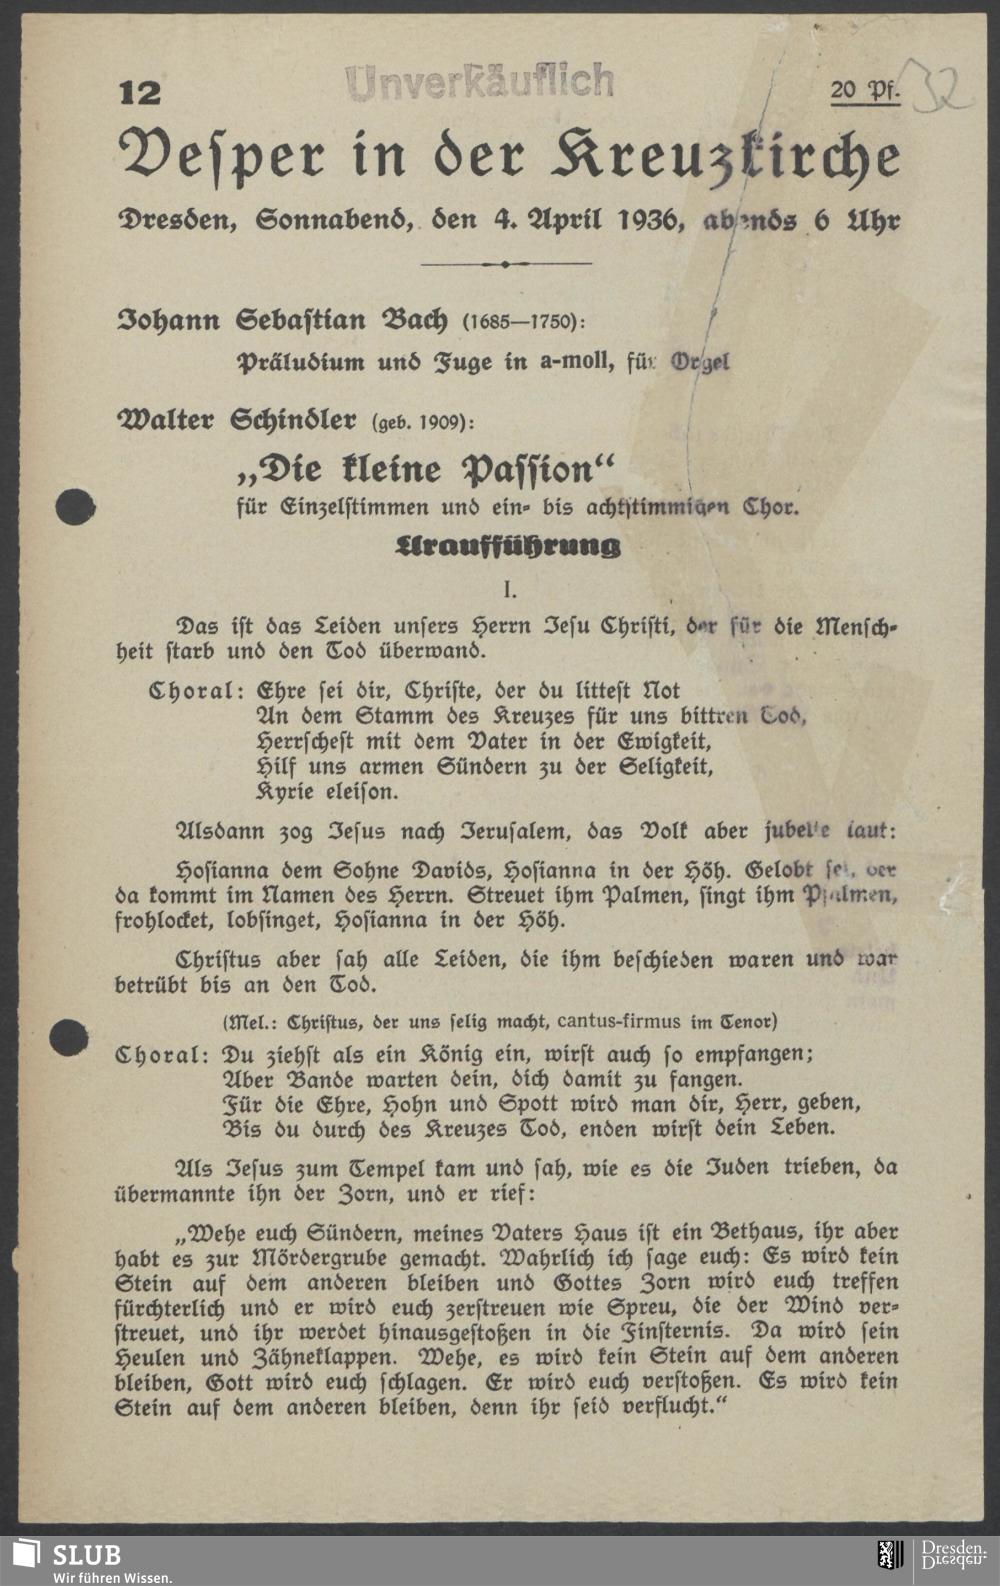 12
Unverkäuflich
20 Pf.
32
Vesper in der Kreuzkirche
Dresden, Sonnabend, den 4. April 1936, abends 6 Uhr
Johann Sebastian Bach (1685—1750):
Präludium und Fuge in a-moll, für Orgel
Walter Schindler (geb. 1909):
„Die kleine Passion“
für Einzelstimmen und ein- bis achtstimmigen Chor.
Uraufführung
I.
Das ist das Leiden unsers Herrn Jesu Christi, der für die Mensch-
heit starb und den Tod überwand.
Choral: Ehre sei dir, Christe, der du littest Not
An dem Stamm des Kreuzes für uns bittren Tod,
Herrschest mit dem Vater in der Ewigkeit,
Hilf uns armen Sündern zu der Seligkeit,
Kyrie eleison.
Alsdann zog Jesus nach Jerusalem, das Volk aber jubelte laut:
Hosianna dem Sohne Davids, Hosianna in der Höh. Gelobt sei, der
da kommt im Namen des Herrn. Streuet ihm Palmen, singt ihm Psalmen,
frohlocket, lobsinget, Hosianna in der Höh.
Christus aber sah alle Leiden, die ihm beschieden waren und war
betrübt bis an den Tod.
(Mel.: Christus, der uns selig macht, cantus-firmus im Tenor)
Choral: Du ziehst als ein König ein, wirst auch so empfangen;
Aber Bande warten dein, dich damit zu fangen.
Für die Ehre, Hohn und Spott wird man dir, Herr, geben,
Bis du durch des Kreuzes Tod, enden wirst dein Leben.
Als Jesus zum Tempel kam und sah, wie es die Juden trieben, da
übermannte ihn der Zorn, und er rief:
„Wehe euch Sündern, meines Vaters Haus ist ein Bethaus, ihr aber
habt es zur Mördergrube gemacht. Wahrlich ich sage euch: Es wird kein
Stein auf dem anderen bleiben und Gottes Zorn wird euch treffen
fürchterlich und er wird euch zerstreuen wie Spreu, die der Wind ver-
streuet, und ihr werdet hinausgestoßen in die Finsternis. Da wird sein
Heulen und Zähneklappen. Wehe, es wird kein Stein auf dem anderen
bleiben, Gott wird euch schlagen. Er wird euch verstoßen. Es wird kein
Stein auf dem anderen bleiben, denn ihr seid verflucht.“
SLUB
Wir führen Wissen.
Dresden.
Dresden.